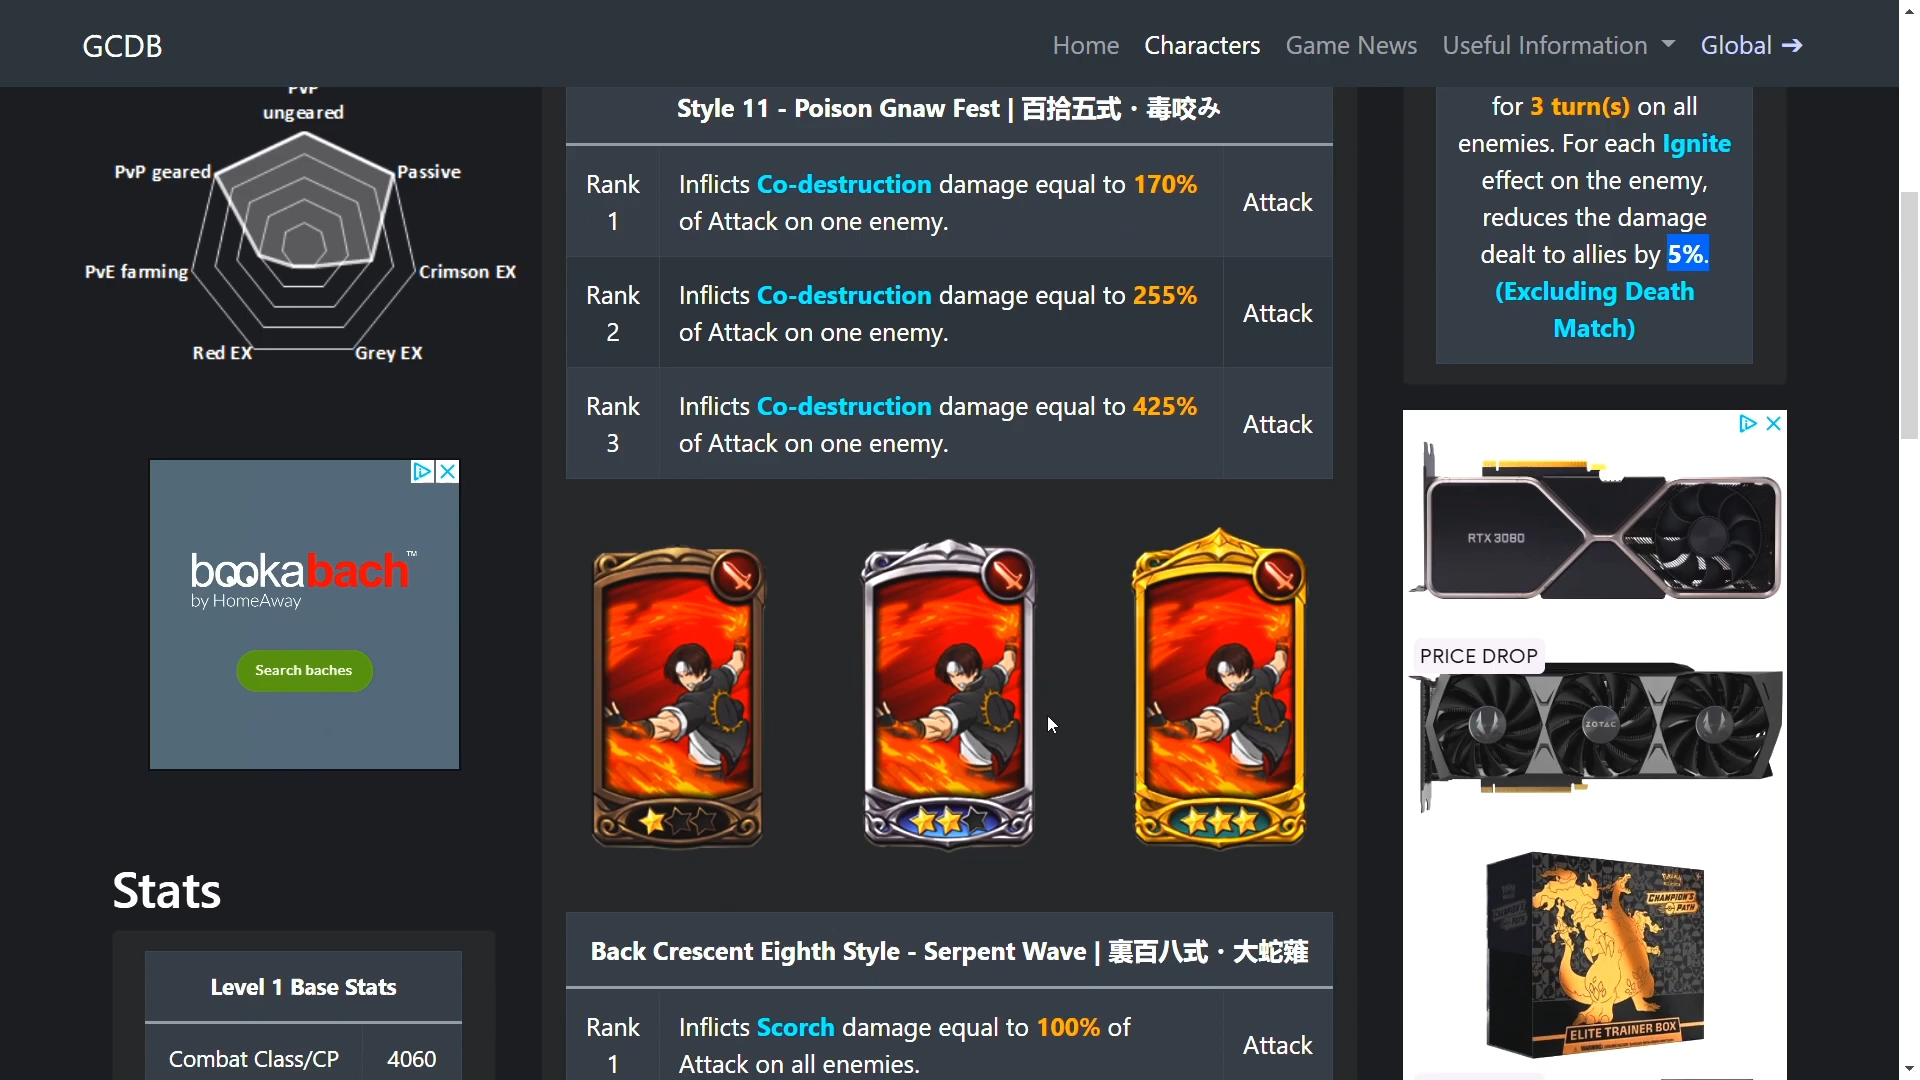 GCDB
Home
Characters
Game News
Useful Information
Global ➔
PvP
ungeared
PvP geared
Passive
PvE farming
Crimson EX
Red EX
Grey EX
bookabach™
by HomeAway
Search baches
Stats
Level 1 Base Stats
Combat Class/CP 4060
Style 11 - Poison Gnaw Fest | 百拾五式・毒咬み
Rank
1
Inflicts Co-destruction damage equal to 170%
of Attack on one enemy.
Attack
Rank
2
Inflicts Co-destruction damage equal to 255%
of Attack on one enemy.
Attack
Rank
3
Inflicts Co-destruction damage equal to 425%
of Attack on one enemy.
Attack
Back Crescent Eighth Style - Serpent Wave | 裏百八式・大蛇薙
Rank
1
Inflicts Scorch damage equal to 100% of
Attack on all enemies.
Attack
for 3 turn(s) on all
enemies. For each Ignite
effect on the enemy,
reduces the damage
dealt to allies by 5%.
(Excluding Death
Match)
RTX 3080
PRICE DROP
ZOTAC
CHAMPION'S
PATH
ELITE TRAINER BOX